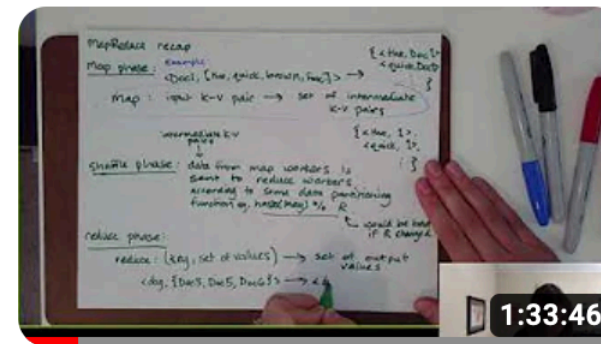 MapReduce recap
Map phase: Example
<Doc1, {the, quick, brown, fox}> → {<the, Doc1>
<quick, Doc1>
}
map: input k-v pair → set of intermediate
k-v pairs
{<the, 1>,
<quick, 1>,
⋮ }
intermediate k-v
pairs
↓
shuffle phase: data from map workers is
sent to reduce workers
according to some data partitioning
function eg. hash(key) % R
would be bad
if R changed
reduce phase:
reduce: (key, set of values) → set of output
values
<dog, {Doc3, Doc5, Doc6}> → <
1:33:46